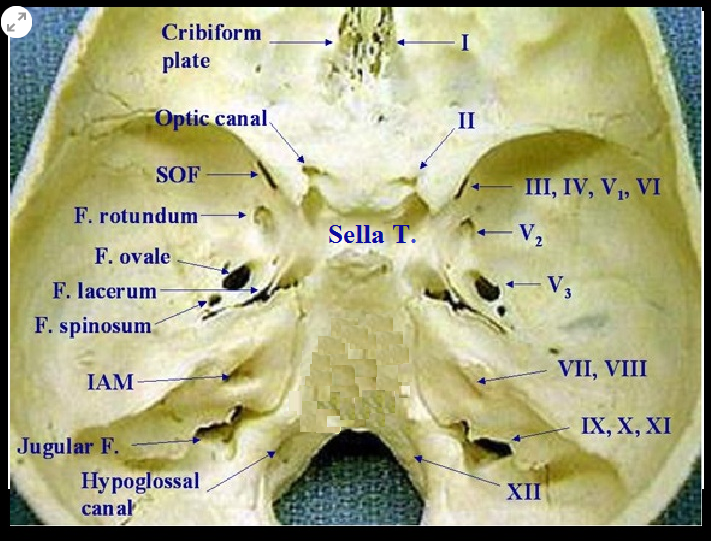 Cribiform
plate
I
Optic canal
II
SOF
III, IV, V₁, VI
F. rotundum
Sella T.
V₂
F. ovale
F. lacerum
V₃
F. spinosum
IAM
VII, VIII
Jugular F.
IX, X, XI
Hypoglossal
canal
XII